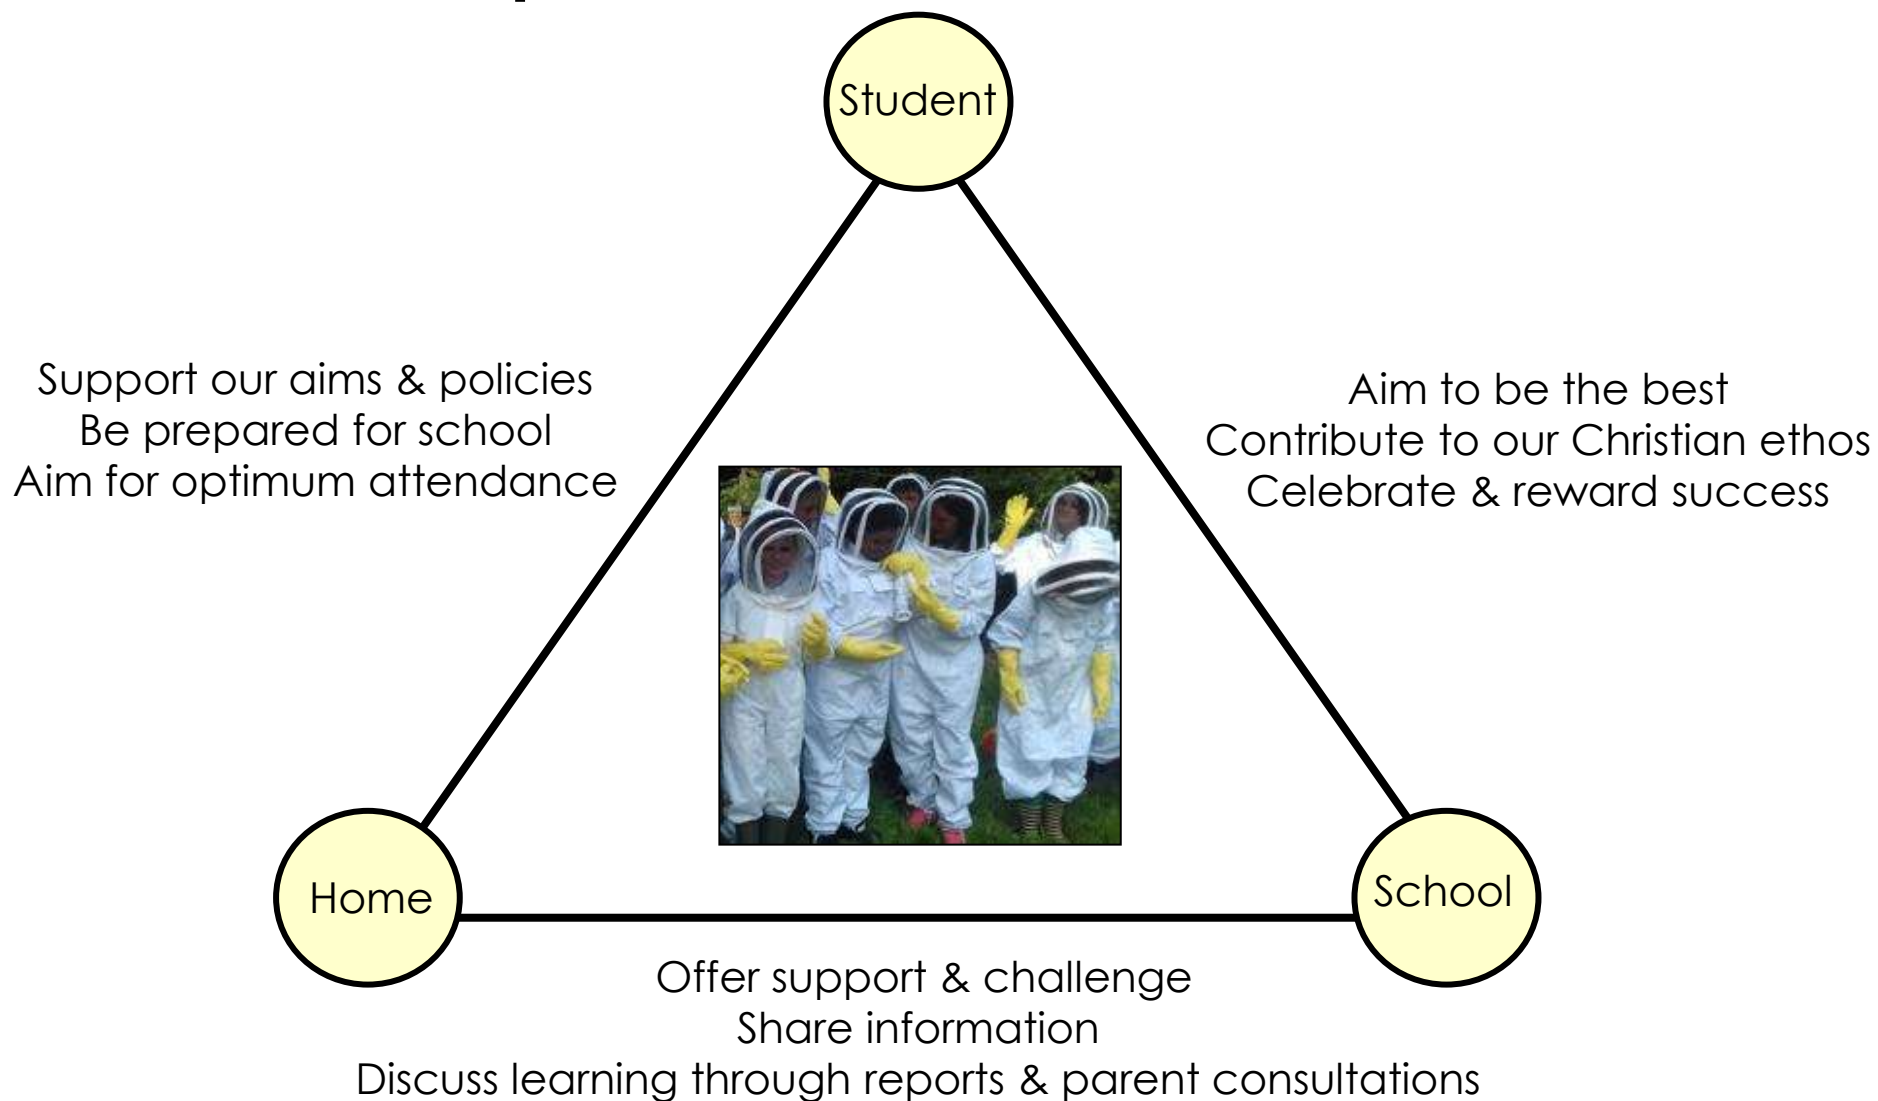 Student
Support our aims & policies
Be prepared for school
Aim for optimum attendance
Aim to be the best
Contribute to our Christian ethos
Celebrate & reward success
Home
School
Offer support & challenge
Share information
Discuss learning through reports & parent consultations